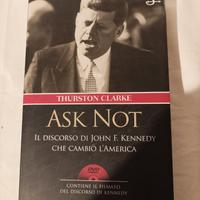 THURSTON CLARKE
ASK NOT
IL DISCORSO DI JOHN F. KENNEDY
CHE CAMBIÒ L'AMERICA
DVD
CONTIENE IL FILMATO
DEL DISCORSO DI KENNEDY